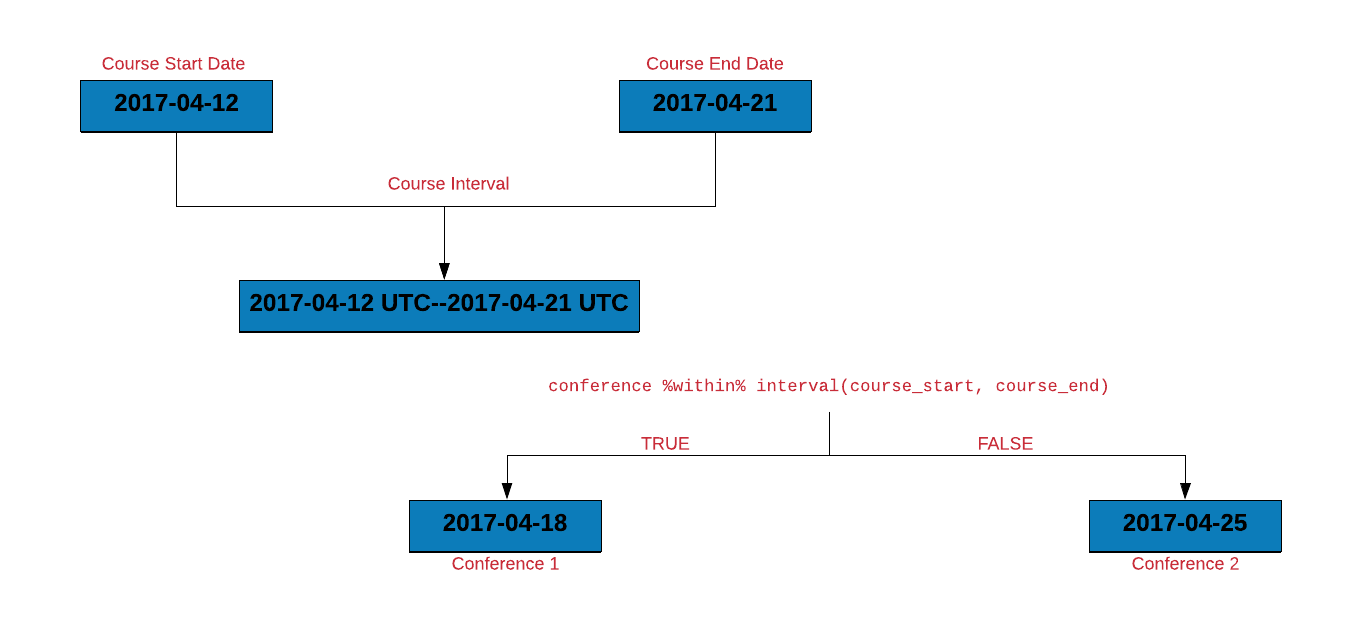 Course Start Date
Course End Date
2017-04-12
2017-04-21
Course Interval
2017-04-12 UTC--2017-04-21 UTC
conference %within% interval(course_start, course_end)
TRUE
FALSE
2017-04-18
2017-04-25
Conference 1
Conference 2